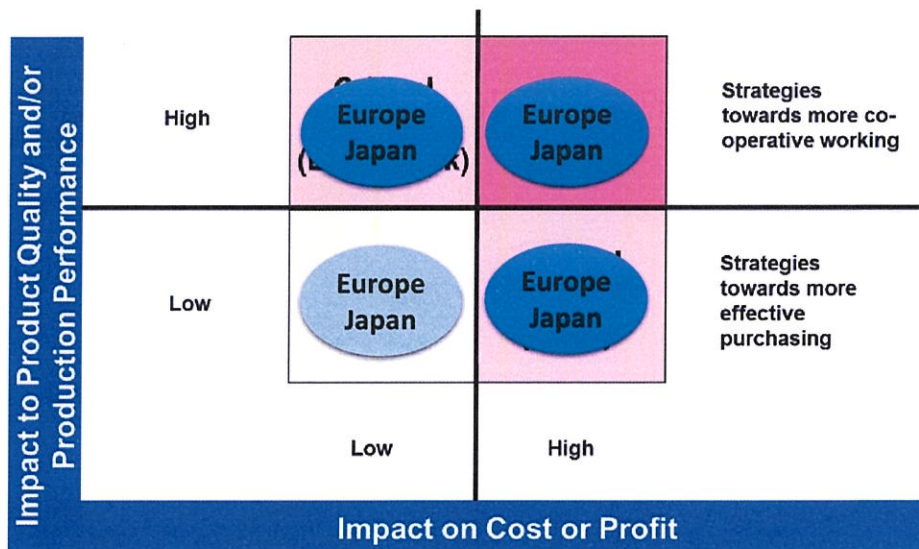 Impact to Product Quality and/or
Production Performance
High
Europe
Japan
Europe
Japan
Strategies
towards more co-
operative working
Low
Europe
Japan
Europe
Japan
Strategies
towards more
effective
purchasing
Low
High
Impact on Cost or Profit